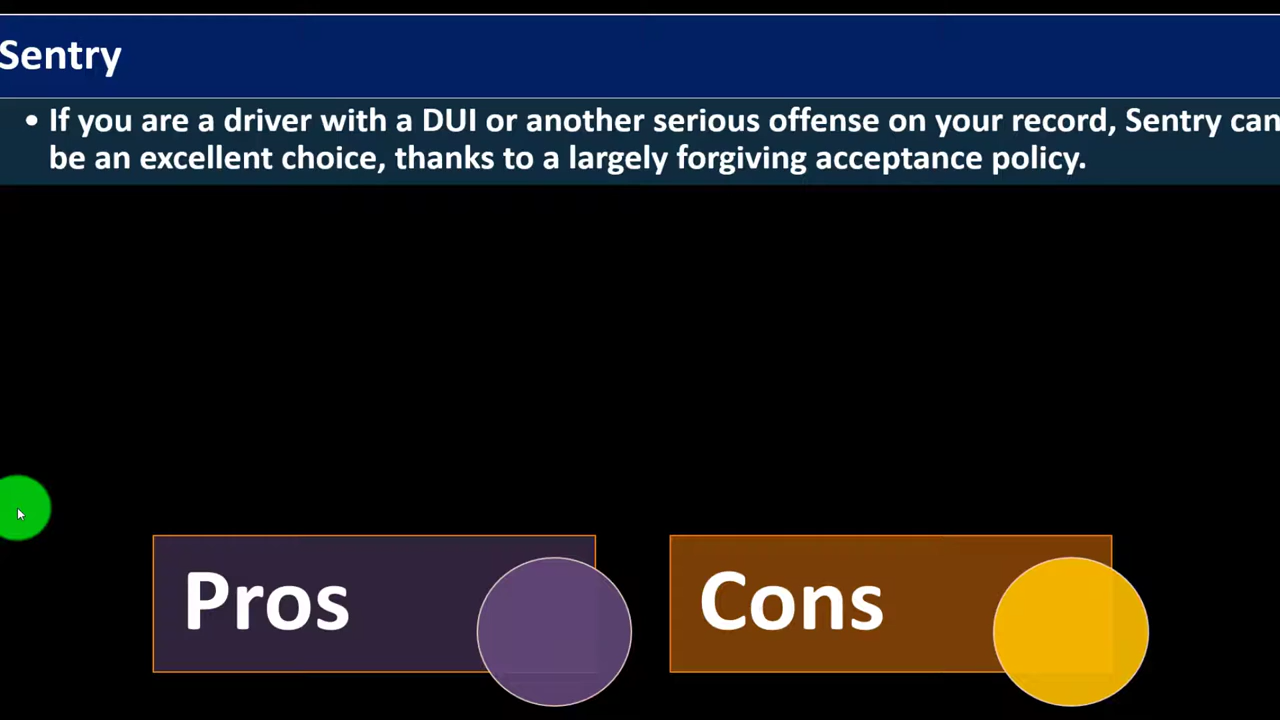 Sentry
• If you are a driver with a DUI or another serious offense on your record, Sentry can
be an excellent choice, thanks to a largely forgiving acceptance policy.
Pros
Cons